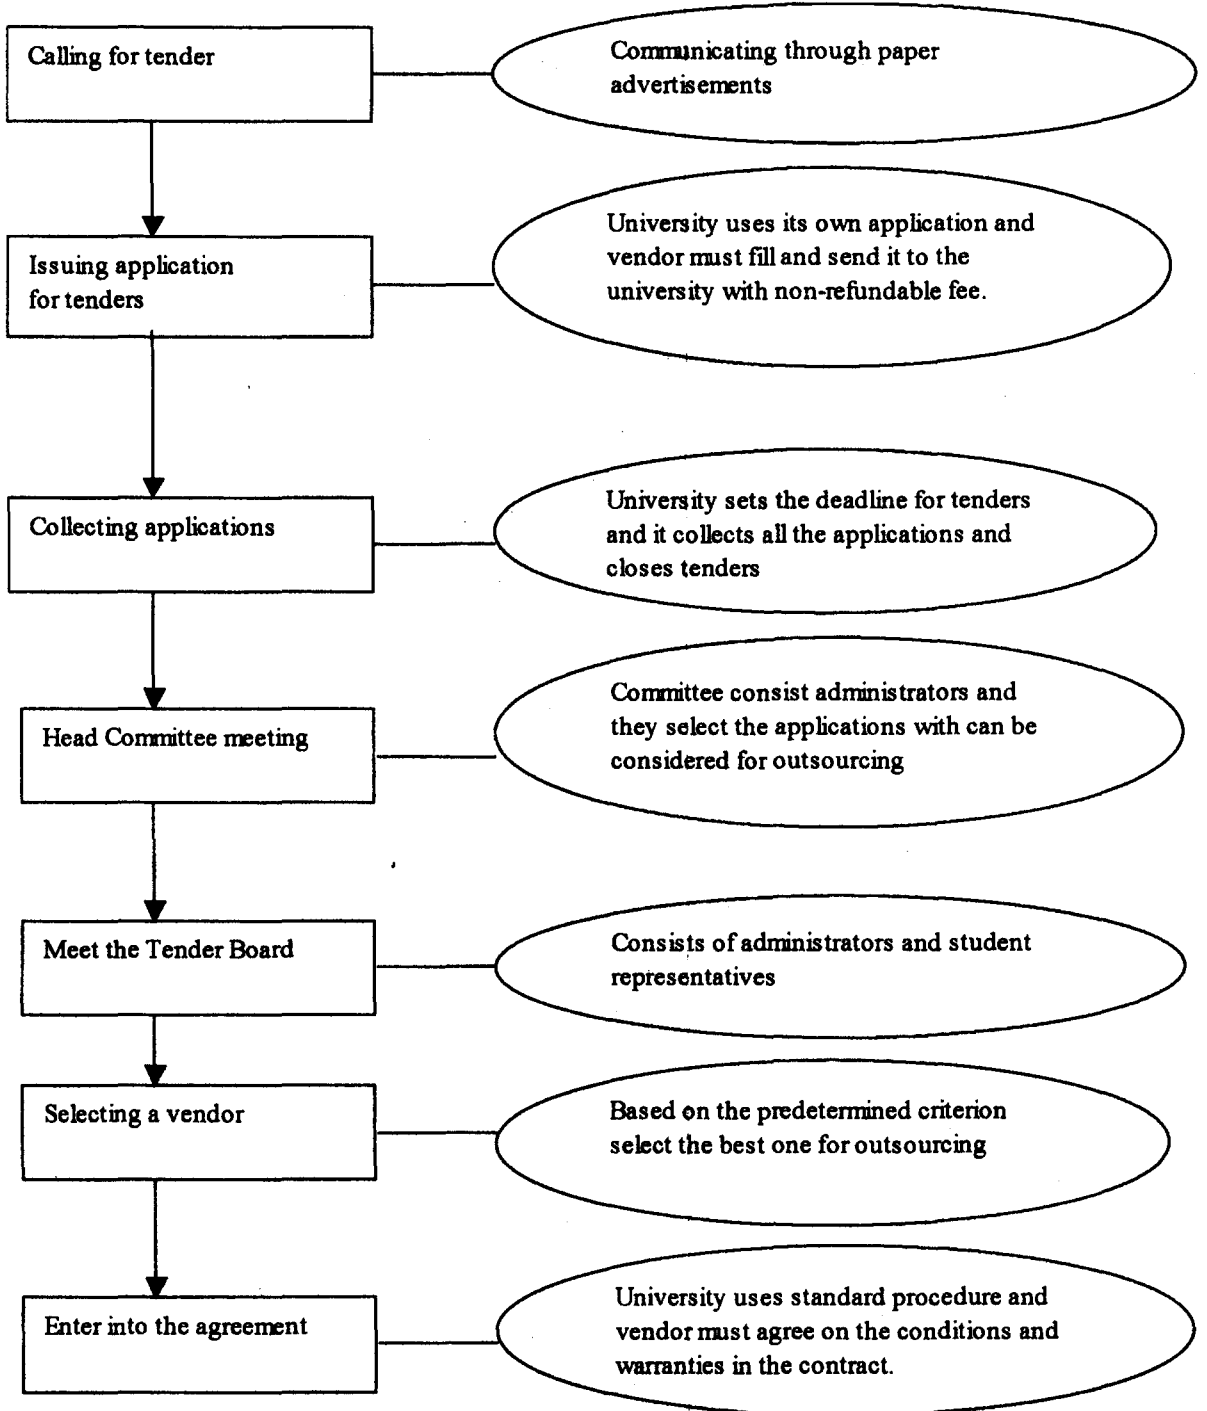 Calling for tender
Communicating through paper
advertisements
Issuing application
for tenders
University uses its own application and
vendor must fill and send it to the
university with non-refundable fee.
Collecting applications
University sets the deadline for tenders
and it collects all the applications and
closes tenders
Head Committee meeting
Committee consist administrators and
they select the applications with can be
considered for outsourcing
Meet the Tender Board
Consists of administrators and student
representatives
Selecting a vendor
Based on the predetermined criterion
select the best one for outsourcing
Enter into the agreement
University uses standard procedure and
vendor must agree on the conditions and
warranties in the contract.